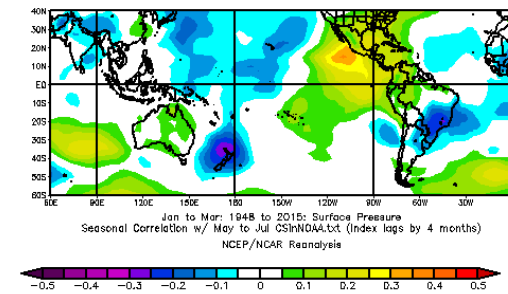 40N
30N
20N
10N
EQ
10S
20S
30S
40S
50S
60S
60E 90E 120E 150E 180 150W 120W 90W 60W 30W
Jan to Mar: 1948 to 2015: Surface Pressure
Seasonal Correlation w/ May to Jul CSInNOAA.txt (Index lags by 4 months)
NCEP/NCAR Reanalysis
-0.5 -0.4 -0.3 -0.2 -0.1 0 0.1 0.2 0.3 0.4 0.5